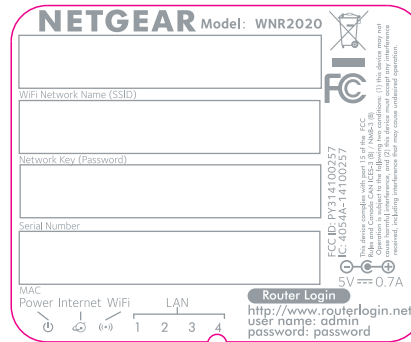 NETGEAR Model: WNR2020
WiFi Network Name (SSID)
Network Key (Password)
Serial Number
MAC
FCC ID: PY314100257
IC: 4054A-14100257
This device complies with part 15 of the FCC
Rules and Canada CAN ICES-3 (B) / NMB-3 (B)
Operation is subject to the following two conditions: (1) this device may not
cause harmful interference, and (2) this device must accept any interference
received, including interference that may cause undesired operation.
5V 0.7A
Power Internet WiFi LAN
1 2 3 4
Router Login
http://www.routerlogin.net
user name: admin
password: password